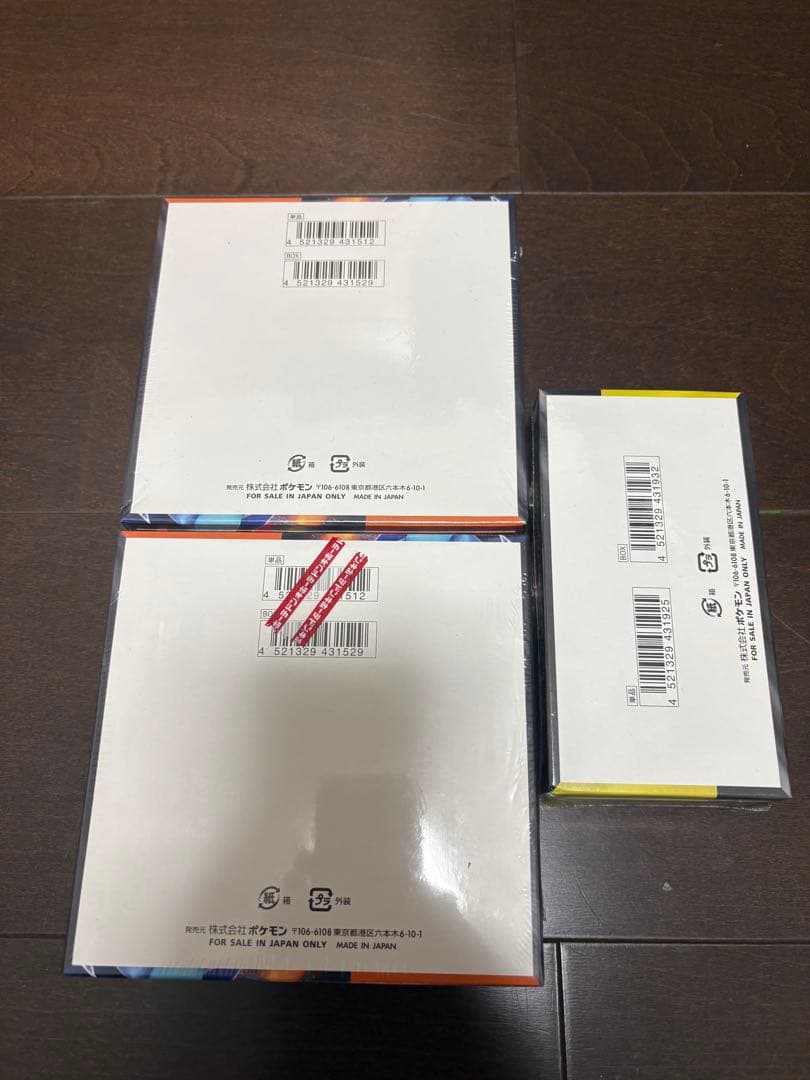 単品
4 521329 431512
BOX
4 521329 431529
紙 箱 プラ 外装
発売元 株式会社 ポケモン 〒106-6108 東京都港区六本木6-10-1
FOR SALE IN JAPAN ONLY MADE IN JAPAN
単品
4 52 12
BO
4 521329 431529
紙 箱 プラ 外装
発売元 株式会社 ポケモン 〒106-6108 東京都港区六本木6-10-1
FOR SALE IN JAPAN ONLY MADE IN JAPAN
単品
4 521329 431925
BOX
4 521329 431932
紙 箱 プラ 外装
発売元 株式会社 ポケモン 〒106-6108 東京都港区六本木6-10-1
FOR SALE IN JAPAN ONLY MADE IN JAPAN